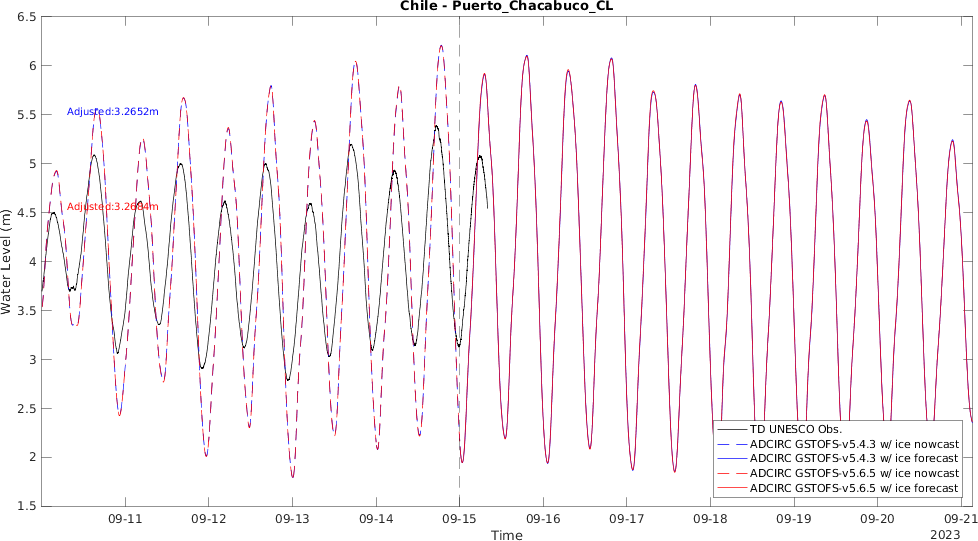 Chile - Puerto_Chacabuco_CL
6.5
6
5.5
5
4.5
4
3.5
3
2.5
2
1.5
Water Level (m)
Adjusted:3.2652m
Adjusted:3.2684m
TD UNESCO Obs.
ADCIRC GSTOFS-v5.4.3 w/ ice nowcast
ADCIRC GSTOFS-v5.4.3 w/ ice forecast
ADCIRC GSTOFS-v5.6.5 w/ ice nowcast
ADCIRC GSTOFS-v5.6.5 w/ ice forecast
09-11 09-12 09-13 09-14 09-15 09-16 09-17 09-18 09-19 09-20 09-21
Time
2023